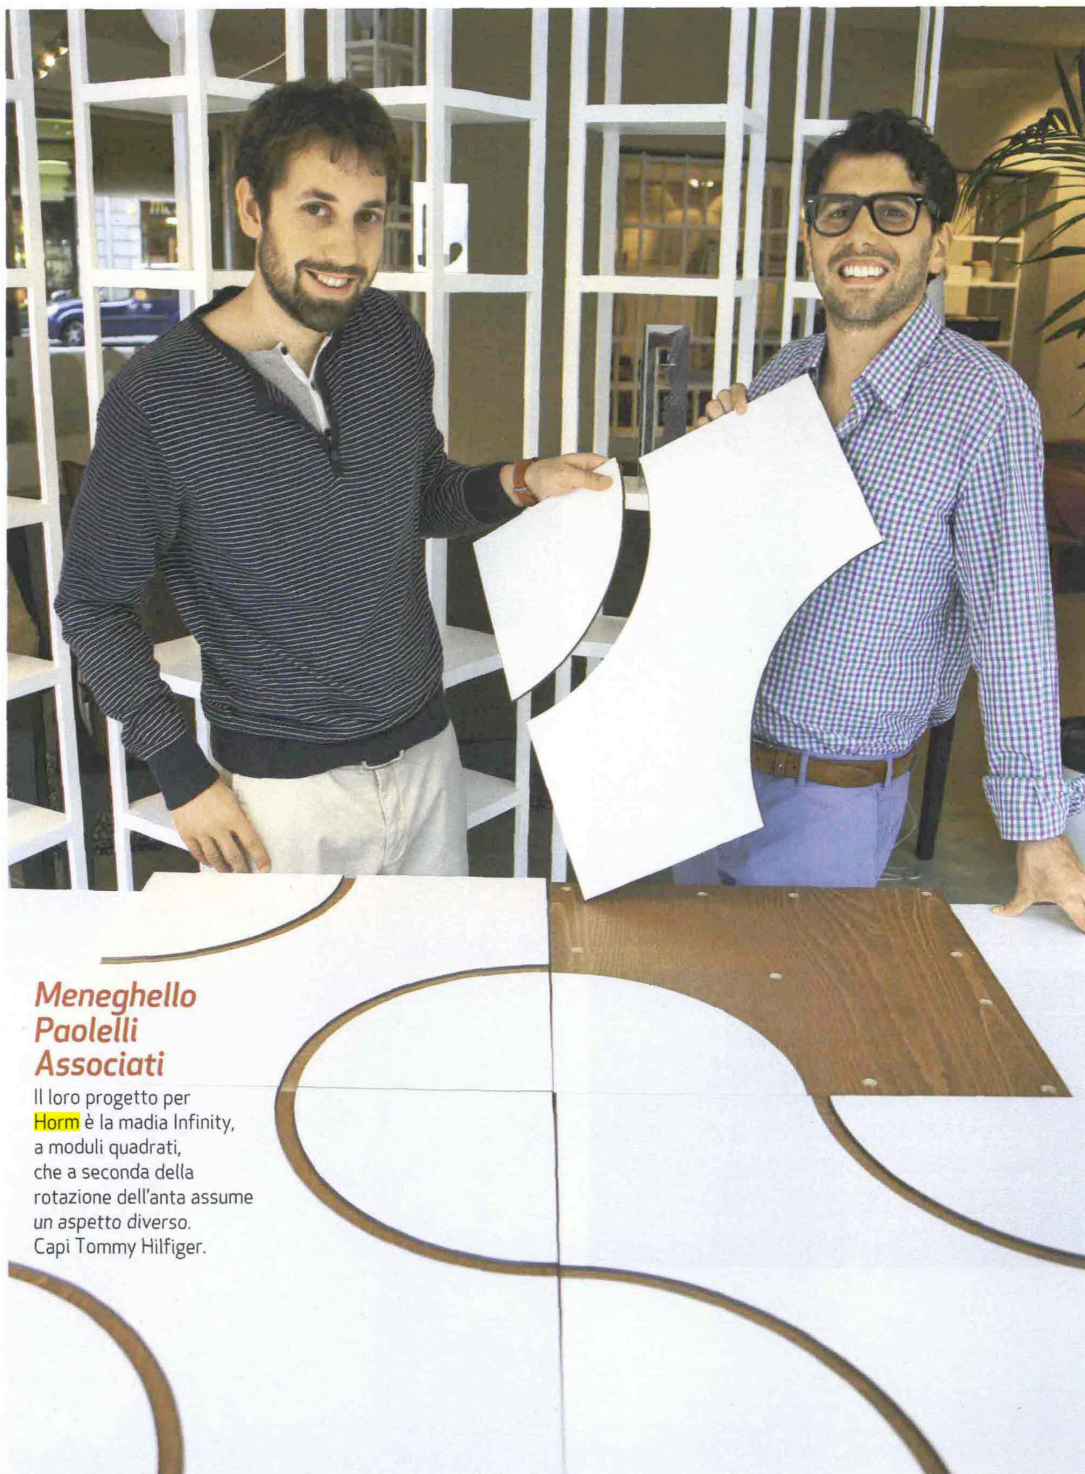 Meneghello
Paolelli
Associati
Il loro progetto per
Horm è la madia Infinity,
a moduli quadrati,
che a seconda della
rotazione dell'anta assume
un aspetto diverso.
Capi Tommy Hilfiger.